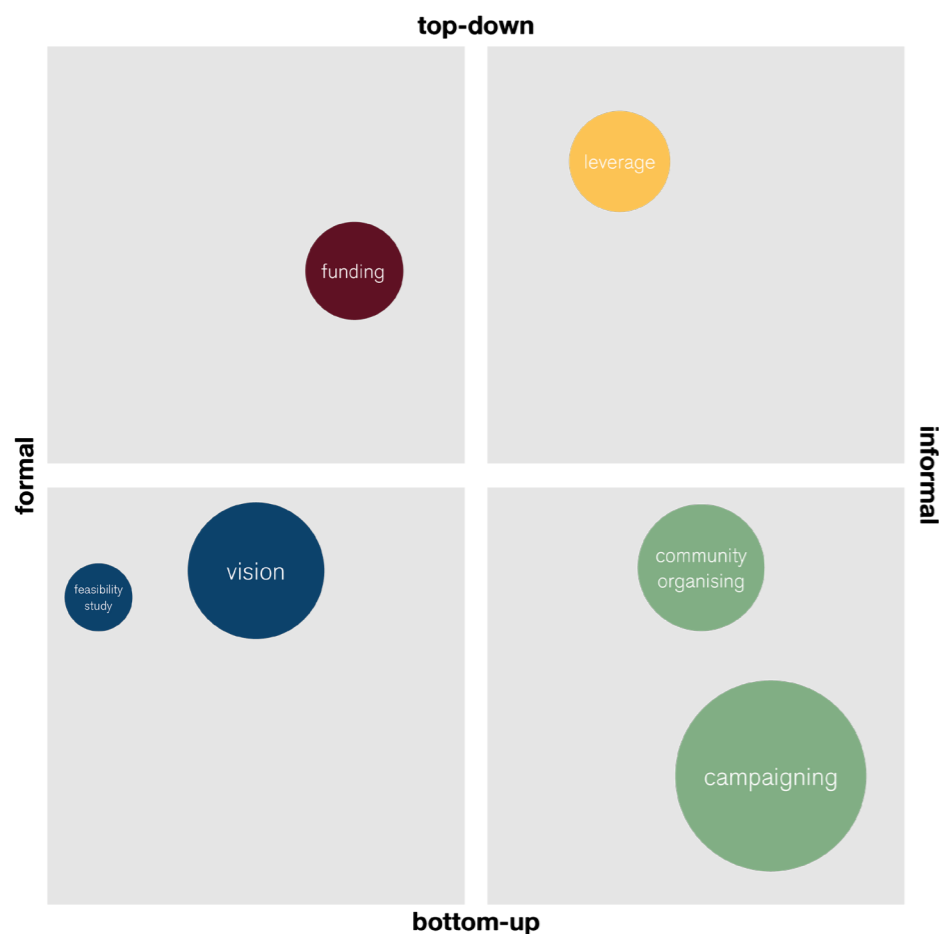 top-down
leverage
funding
formal
informal
community
organising
vision
feasibility
study
campaigning
bottom-up